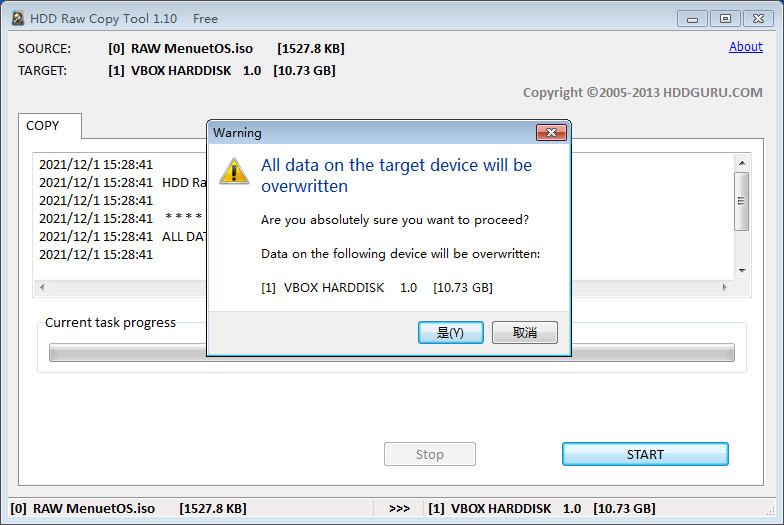 HDD Raw Copy Tool 1.10 Free
SOURCE: [0] RAW MenuetOS.iso [1527.8 KB]
About
TARGET: [1] VBOX HARDDISK 1.0 [10.73 GB]
Copyright ©2005-2013 HDDGURU.COM
COPY
2021/12/1 15:28:41
2021/12/1 15:28:41 HDD Ra
2021/12/1 15:28:41
2021/12/1 15:28:41 * * * *
2021/12/1 15:28:41 ALL DAT
2021/12/1 15:28:41
Warning
All data on the target device will be
overwritten
Are you absolutely sure you want to proceed?
Data on the following device will be overwritten:
[1] VBOX HARDDISK 1.0 [10.73 GB]
是(Y)
取消
Current task progress
Stop
START
[0] RAW MenuetOS.iso [1527.8 KB] >>> [1] VBOX HARDDISK 1.0 [10.73 GB]